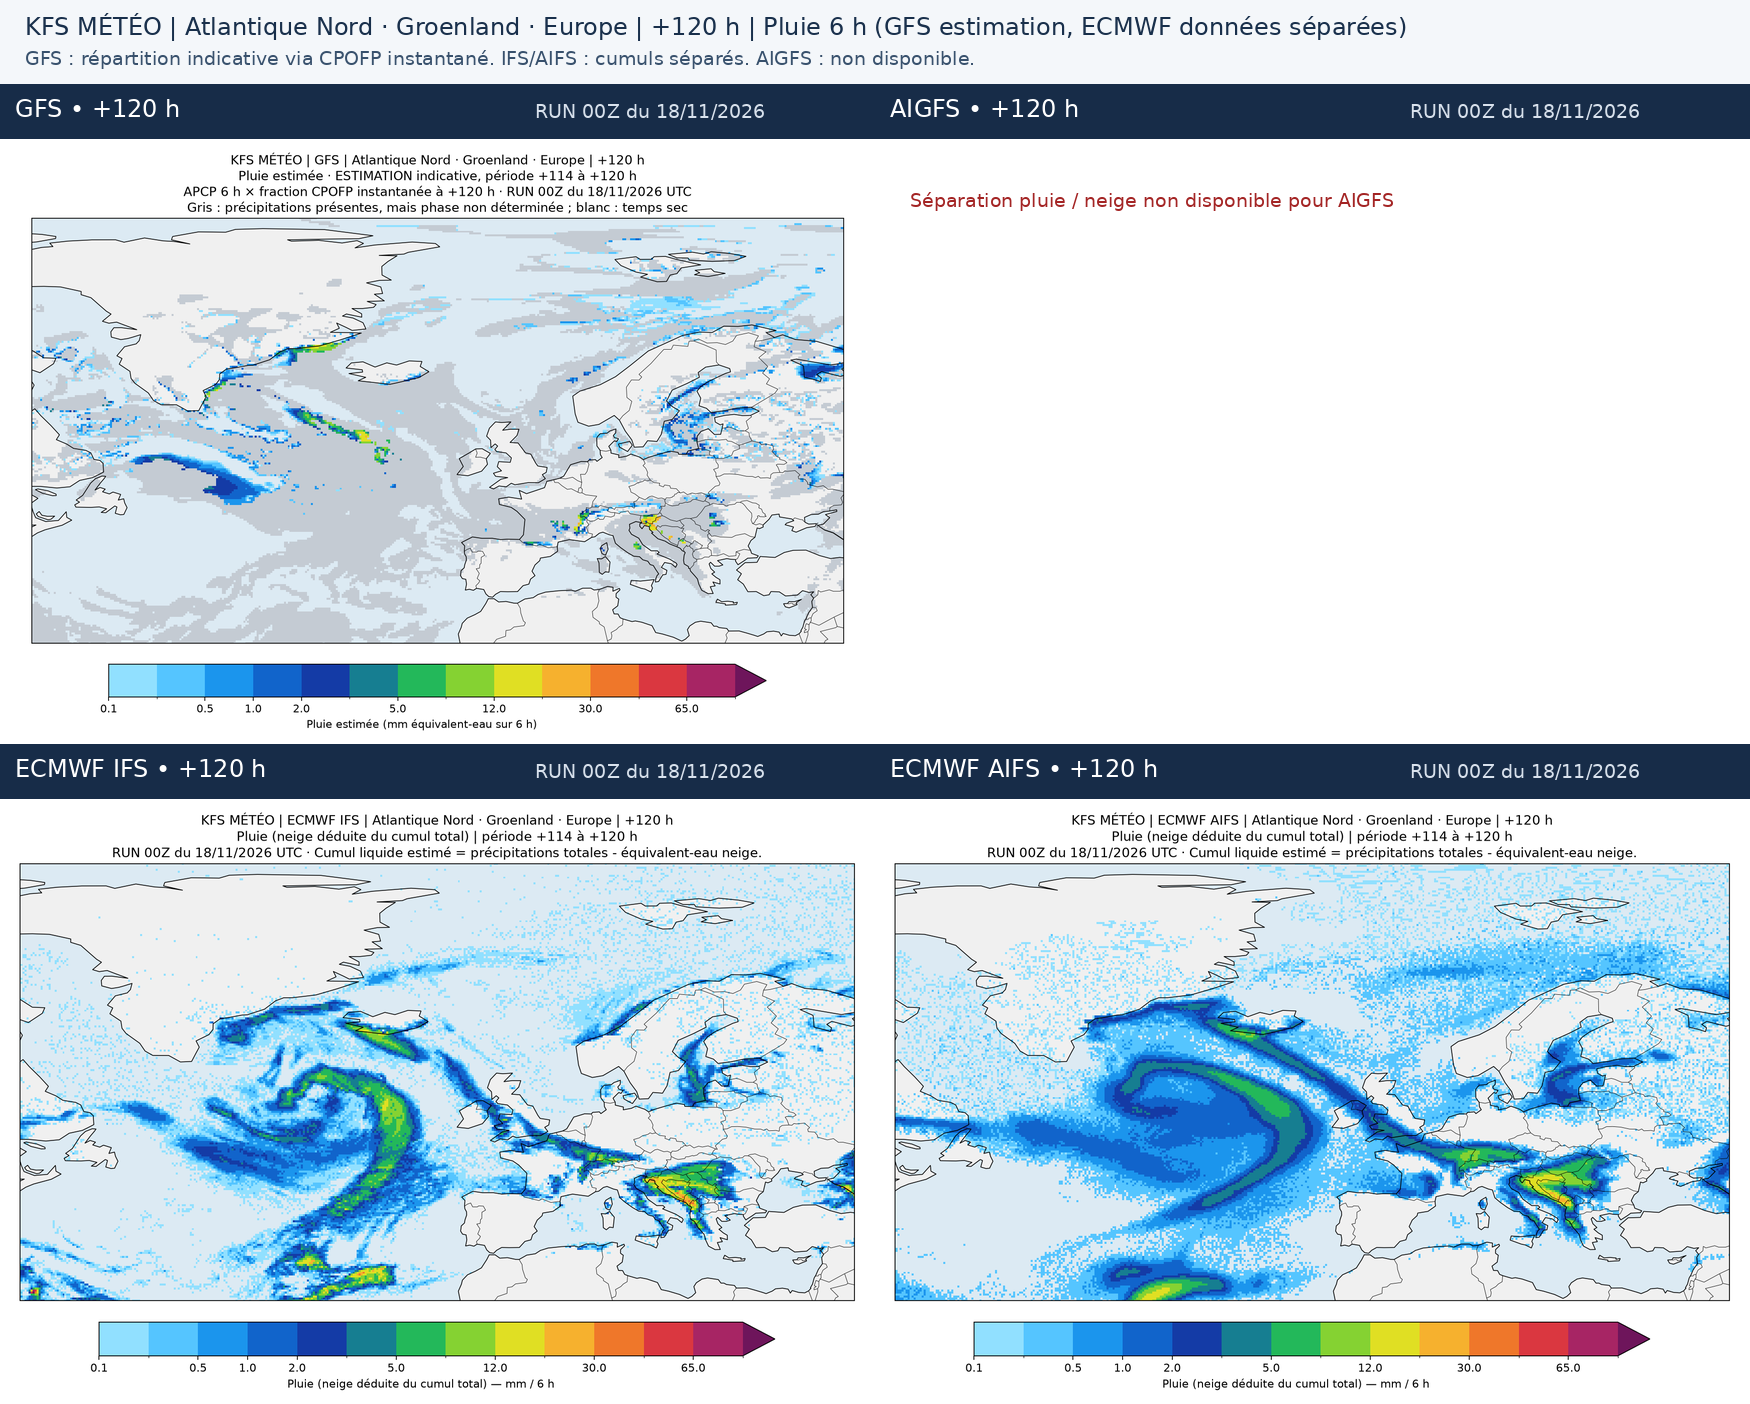 KFS MÉTÉO | Atlantique Nord · Groenland · Europe | +120 h | Pluie 6 h (GFS estimation, ECMWF données séparées)
GFS : répartition indicative via CPOFP instantané. IFS/AIFS : cumuls séparés. AIGFS : non disponible.
GFS • +120 h
RUN 00Z du 18/11/2026
AIGFS • +120 h
RUN 00Z du 18/11/2026
KFS MÉTÉO | GFS | Atlantique Nord · Groenland · Europe | +120 h
Pluie estimée · ESTIMATION indicative, période +114 à +120 h
APCP 6 h × fraction CPOFP instantanée à +120 h · RUN 00Z du 18/11/2026 UTC
Gris : précipitations présentes, mais phase non déterminée ; blanc : temps sec
Séparation pluie / neige non disponible pour AIGFS
0.1 0.5 1.0 2.0 5.0 12.0 30.0 65.0
Pluie estimée (mm équivalent-eau sur 6 h)
ECMWF IFS • +120 h
RUN 00Z du 18/11/2026
ECMWF AIFS • +120 h
RUN 00Z du 18/11/2026
KFS MÉTÉO | ECMWF IFS | Atlantique Nord · Groenland · Europe | +120 h
Pluie (neige déduite du cumul total) | période +114 à +120 h
RUN 00Z du 18/11/2026 UTC · Cumul liquide estimé = précipitations totales - équivalent-eau neige.
KFS MÉTÉO | ECMWF AIFS | Atlantique Nord · Groenland · Europe | +120 h
Pluie (neige déduite du cumul total) | période +114 à +120 h
RUN 00Z du 18/11/2026 UTC · Cumul liquide estimé = précipitations totales - équivalent-eau neige.
0.1 0.5 1.0 2.0 5.0 12.0 30.0 65.0
Pluie (neige déduite du cumul total) — mm / 6 h
0.1 0.5 1.0 2.0 5.0 12.0 30.0 65.0
Pluie (neige déduite du cumul total) — mm / 6 h